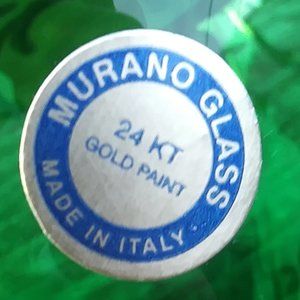 MURANO GLASS
24 KT
GOLD PAINT
MADE IN ITALY